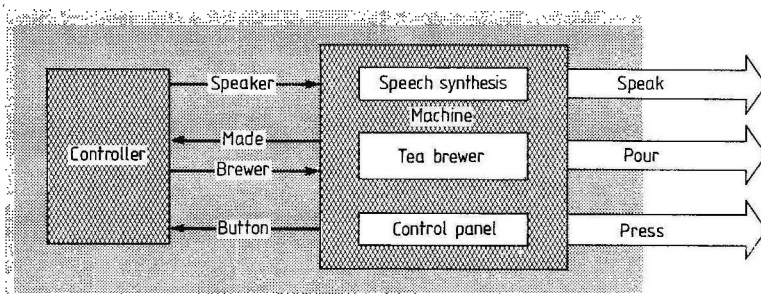 Controller
Speaker
Made
Brewer
Button
Speech synthesis
Machine
Tea brewer
Control panel
Speak
Pour
Press